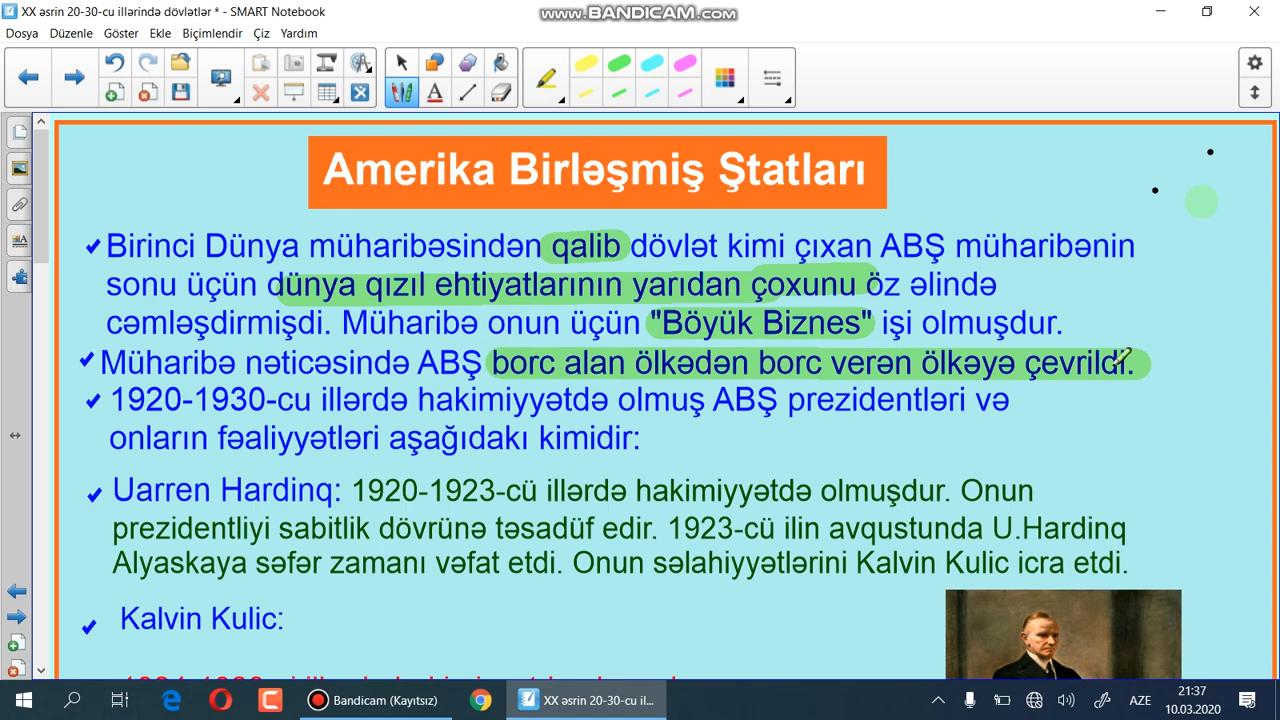 XX əsrin 20-30-cu illərində dövlətlər * - SMART Notebook
www.BANDICAM.com
Dosya Düzenle Göster Ekle Biçimlendir Çiz Yardım
Amerika Birləşmiş Ştatları
Birinci Dünya müharibəsindən qalib dövlət kimi çıxan ABŞ müharibənin
sonu üçün dünya qızıl ehtiyatlarının yarıdan çoxunu öz əlində
cəmləşdirmişdi. Müharibə onun üçün "Böyük Biznes" işi olmuşdur.
Müharibə nəticəsində ABŞ borc alan ölkədən borc verən ölkəyə çevrildi.
1920-1930-cu illərdə hakimiyyətdə olmuş ABŞ prezidentləri və
onların fəaliyyətləri aşağıdakı kimidir:
Uarren Hardinq: 1920-1923-cü illərdə hakimiyyətdə olmuşdur. Onun
prezidentliyi sabitlik dövrünə təsadüf edir. 1923-cü ilin avqustunda U.Hardinq
Alyaskaya səfər zamanı vəfat etdi. Onun səlahiyyətlərini Kalvin Kulic icra etdi.
Kalvin Kulic:
Bandicam (Kayıtsız)
XX əsrin 20-30-cu il...
AZE
21:37
10.03.2020